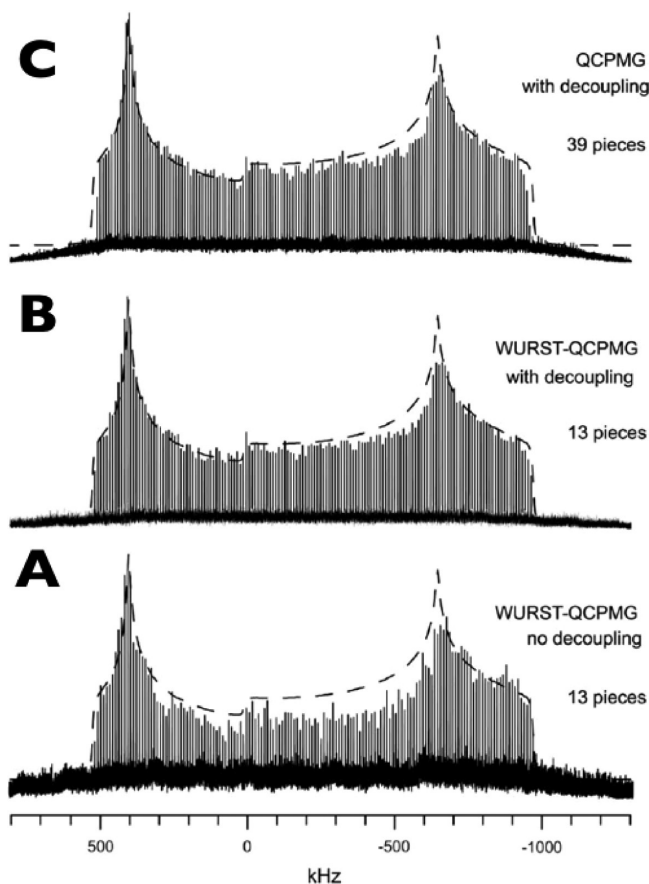 C
QCPMG
with decoupling
39 pieces
B
WURST-QCPMG
with decoupling
13 pieces
A
WURST-QCPMG
no decoupling
13 pieces
500 0 -500 -1000
kHz